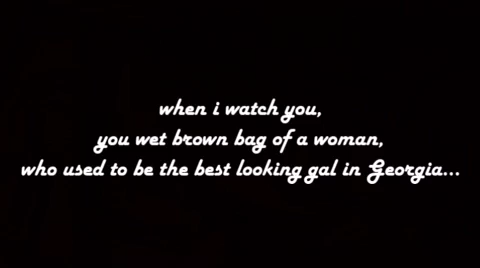 when i watch you,
you wet brown bag of a woman,
who used to be the best looking gal in Georgia...